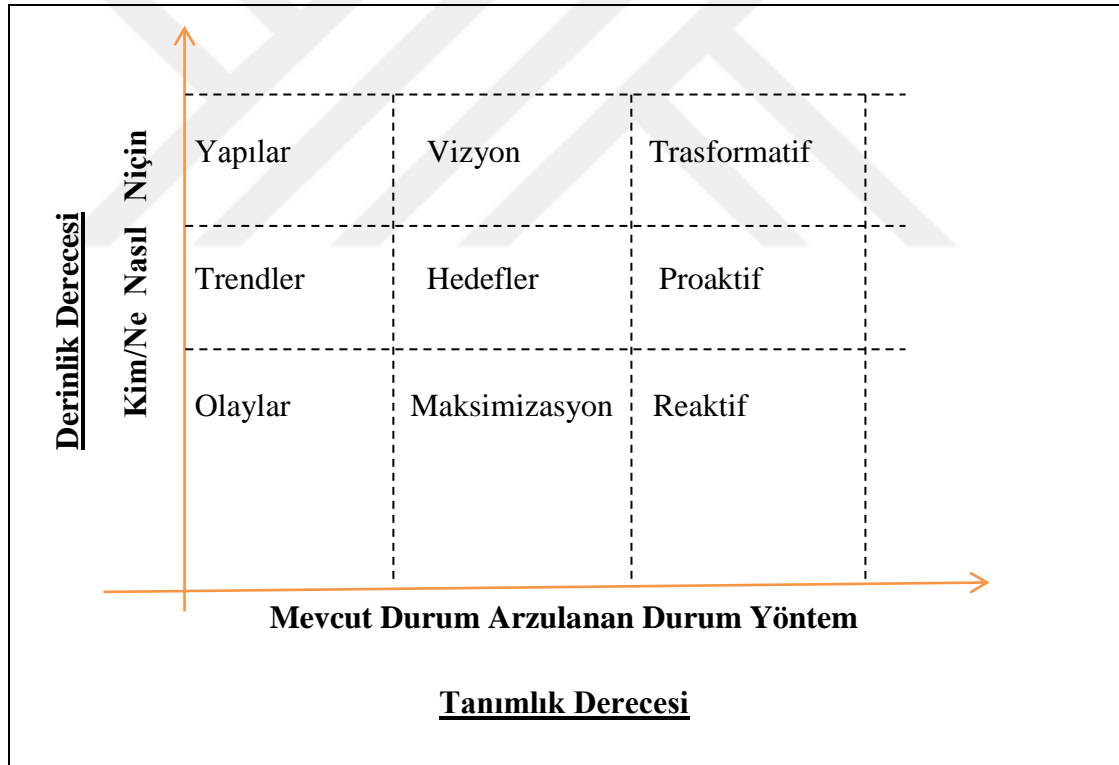 Derinlik Derecesi
Kim/Ne Nasıl Niçin
Yapılar Vizyon Trasformatif
Trendler Hedefler Proaktif
Olaylar Maksimizasyon Reaktif
Mevcut Durum Arzulanan Durum Yöntem
Tanımlık Derecesi